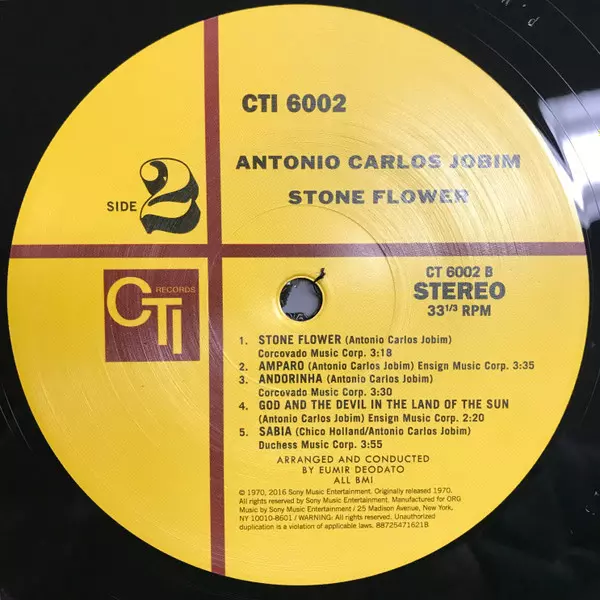 CTI 6002
ANTONIO CARLOS JOBIM
STONE FLOWER
SIDE 2
CTI
RECORDS
CT 6002 B
STEREO
33 1/3 RPM
1. STONE FLOWER (Antonio Carlos Jobim)
Corcovado Music Corp. 3:18
2. AMPARO (Antonio Carlos Jobim) Ensign Music Corp. 3:35
3. ANDORINHA (Antonio Carlos Jobim)
Corcovado Music Corp. 3:30
4. GOD AND THE DEVIL IN THE LAND OF THE SUN
(Antonio Carlos Jobim) Ensign Music Corp. 2:20
5. SABIA (Chico Holland/Antonio Carlos Jobim)
Duchess Music Corp. 3:55
ARRANGED AND CONDUCTED
BY EUMIR DEODATO
ALL BMI
© 1970, 2016 Sony Music Entertainment. Originally released 1970.
All rights reserved by Sony Music Entertainment. Manufactured for ORG
Music by Sony Music Entertainment / 25 Madison Avenue, New York,
NY 10010-8601 / WARNING: All rights reserved. Unauthorized
duplication is a violation of applicable laws. 88725471621B